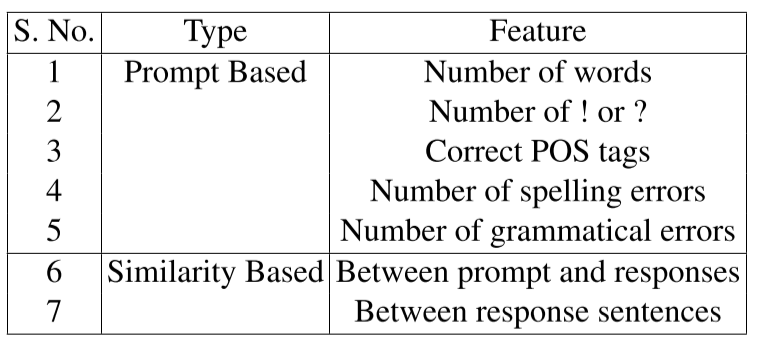 S. No. Type Feature
1 Prompt Based Number of words
2 Number of ! or ?
3 Correct POS tags
4 Number of spelling errors
5 Number of grammatical errors
6 Similarity Based Between prompt and responses
7 Between response sentences